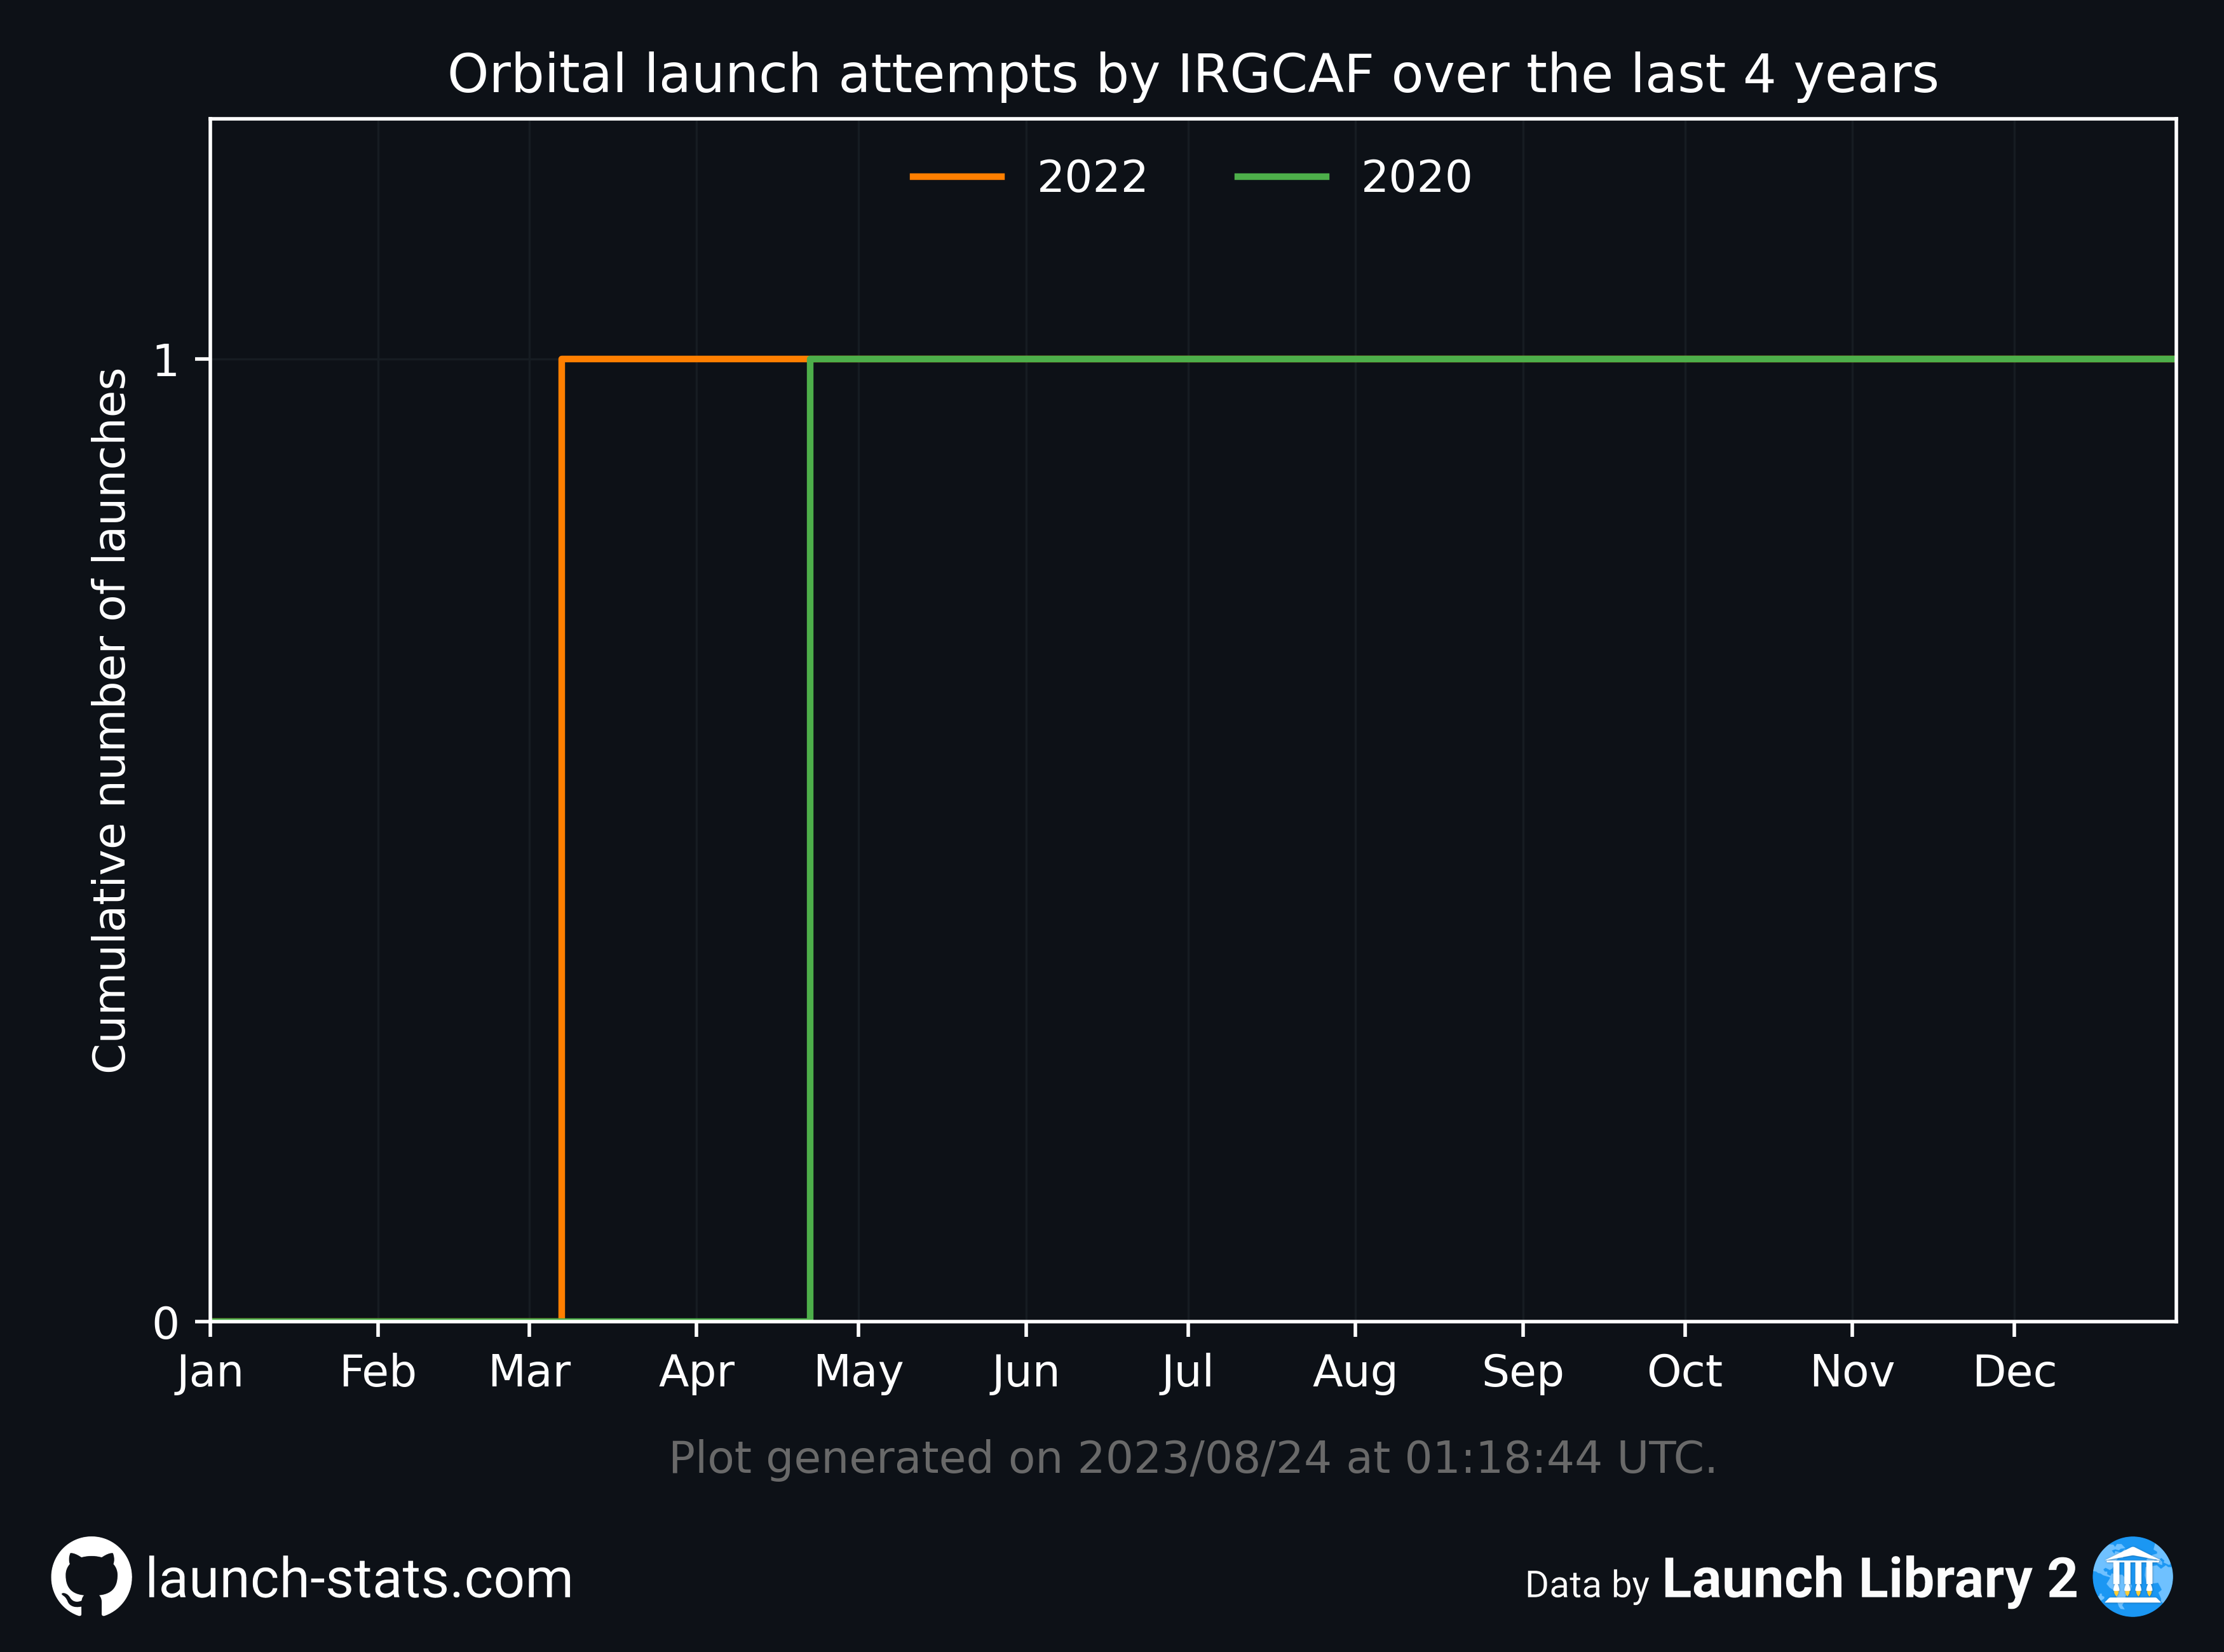 Orbital launch attempts by IRGCAF over the last 4 years
2022
2020
Cumulative number of launches
1
0
Jan Feb Mar Apr May Jun Jul Aug Sep Oct Nov Dec
Plot generated on 2023/08/24 at 01:18:44 UTC.
launch-stats.com
Data by Launch Library 2